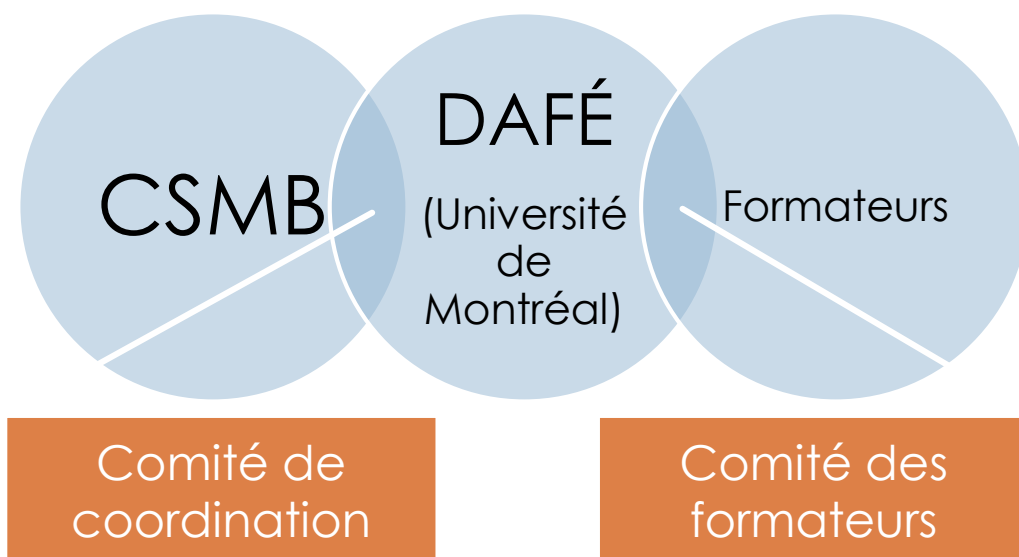 CSMB
DAFÉ
(Université
de
Montréal)
Formateurs
Comité de
coordination
Comité des
formateurs